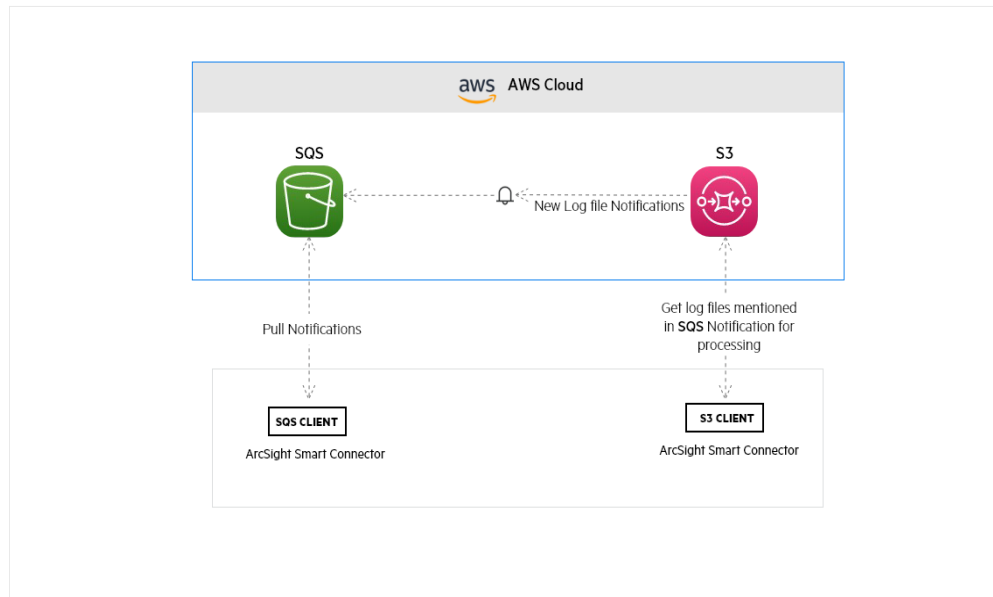 aws AWS Cloud
SQS
S3
New Log file Notifications
Pull Notifications
Get log files mentioned
in SQS Notification for
processing
SQS CLIENT
ArcSight Smart Connector
S3 CLIENT
ArcSight Smart Connector